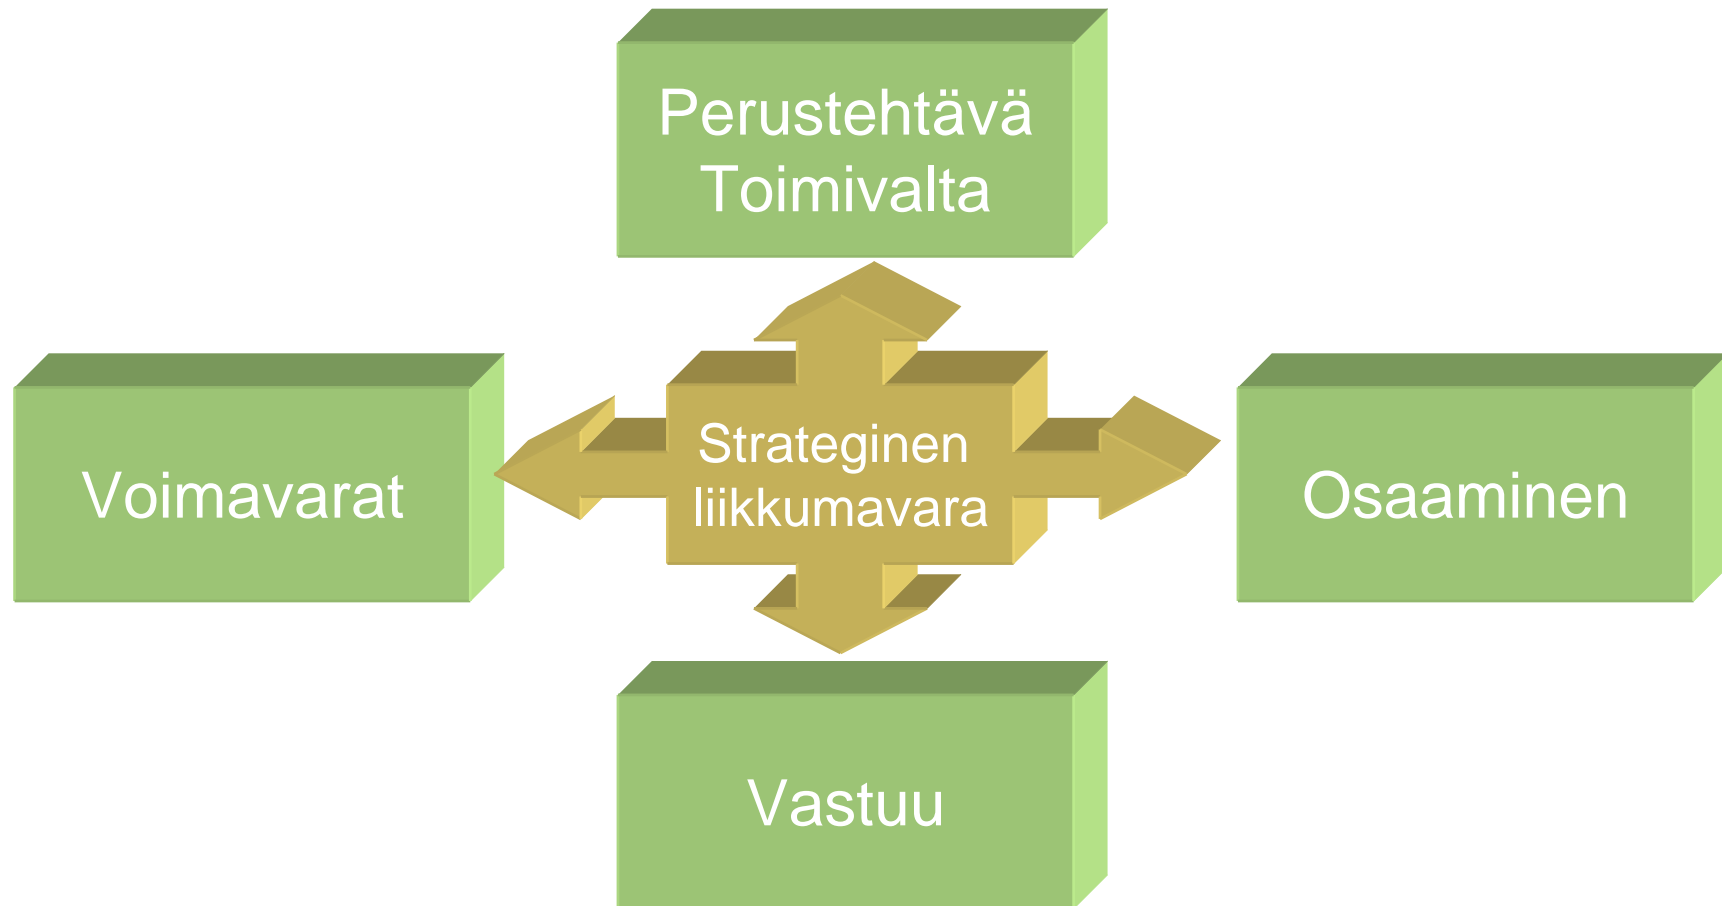 Perustehtävä
Toimivalta
Voimavarat
Strateginen
liikkumavara
Osaaminen
Vastuu